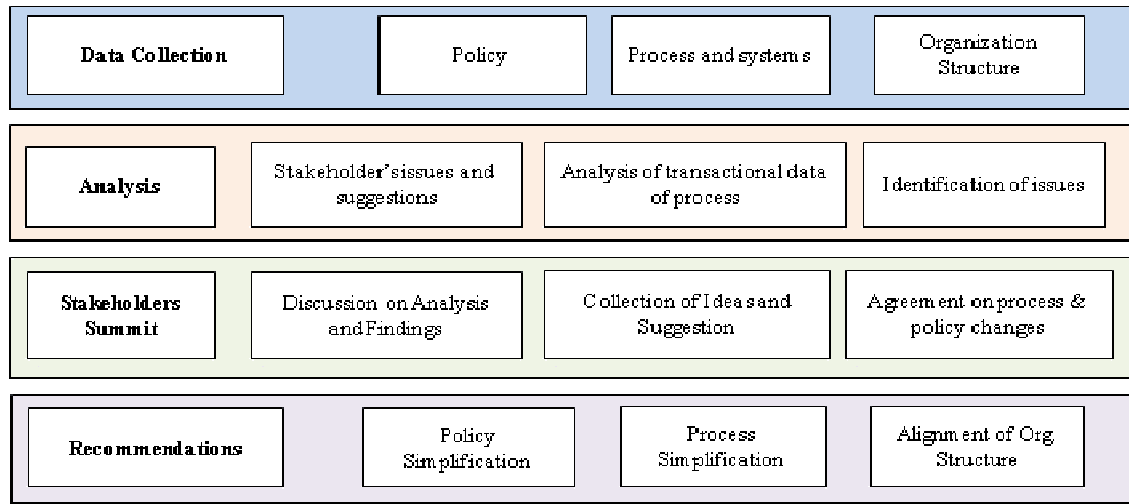 Data Collection
Policy
Process and systems
Organization
Structure
Analysis
Stakeholder's issues and
suggestions
Analysis of transactional data
of process
Identification of issues
Stakeholders
Summit
Discussion on Analysis
and Findings
Collection of Ideas and
Suggestion
Agreement on process &
policy changes
Recommendations
Policy
Simplification
Process
Simplification
Alignment of Org.
Structure